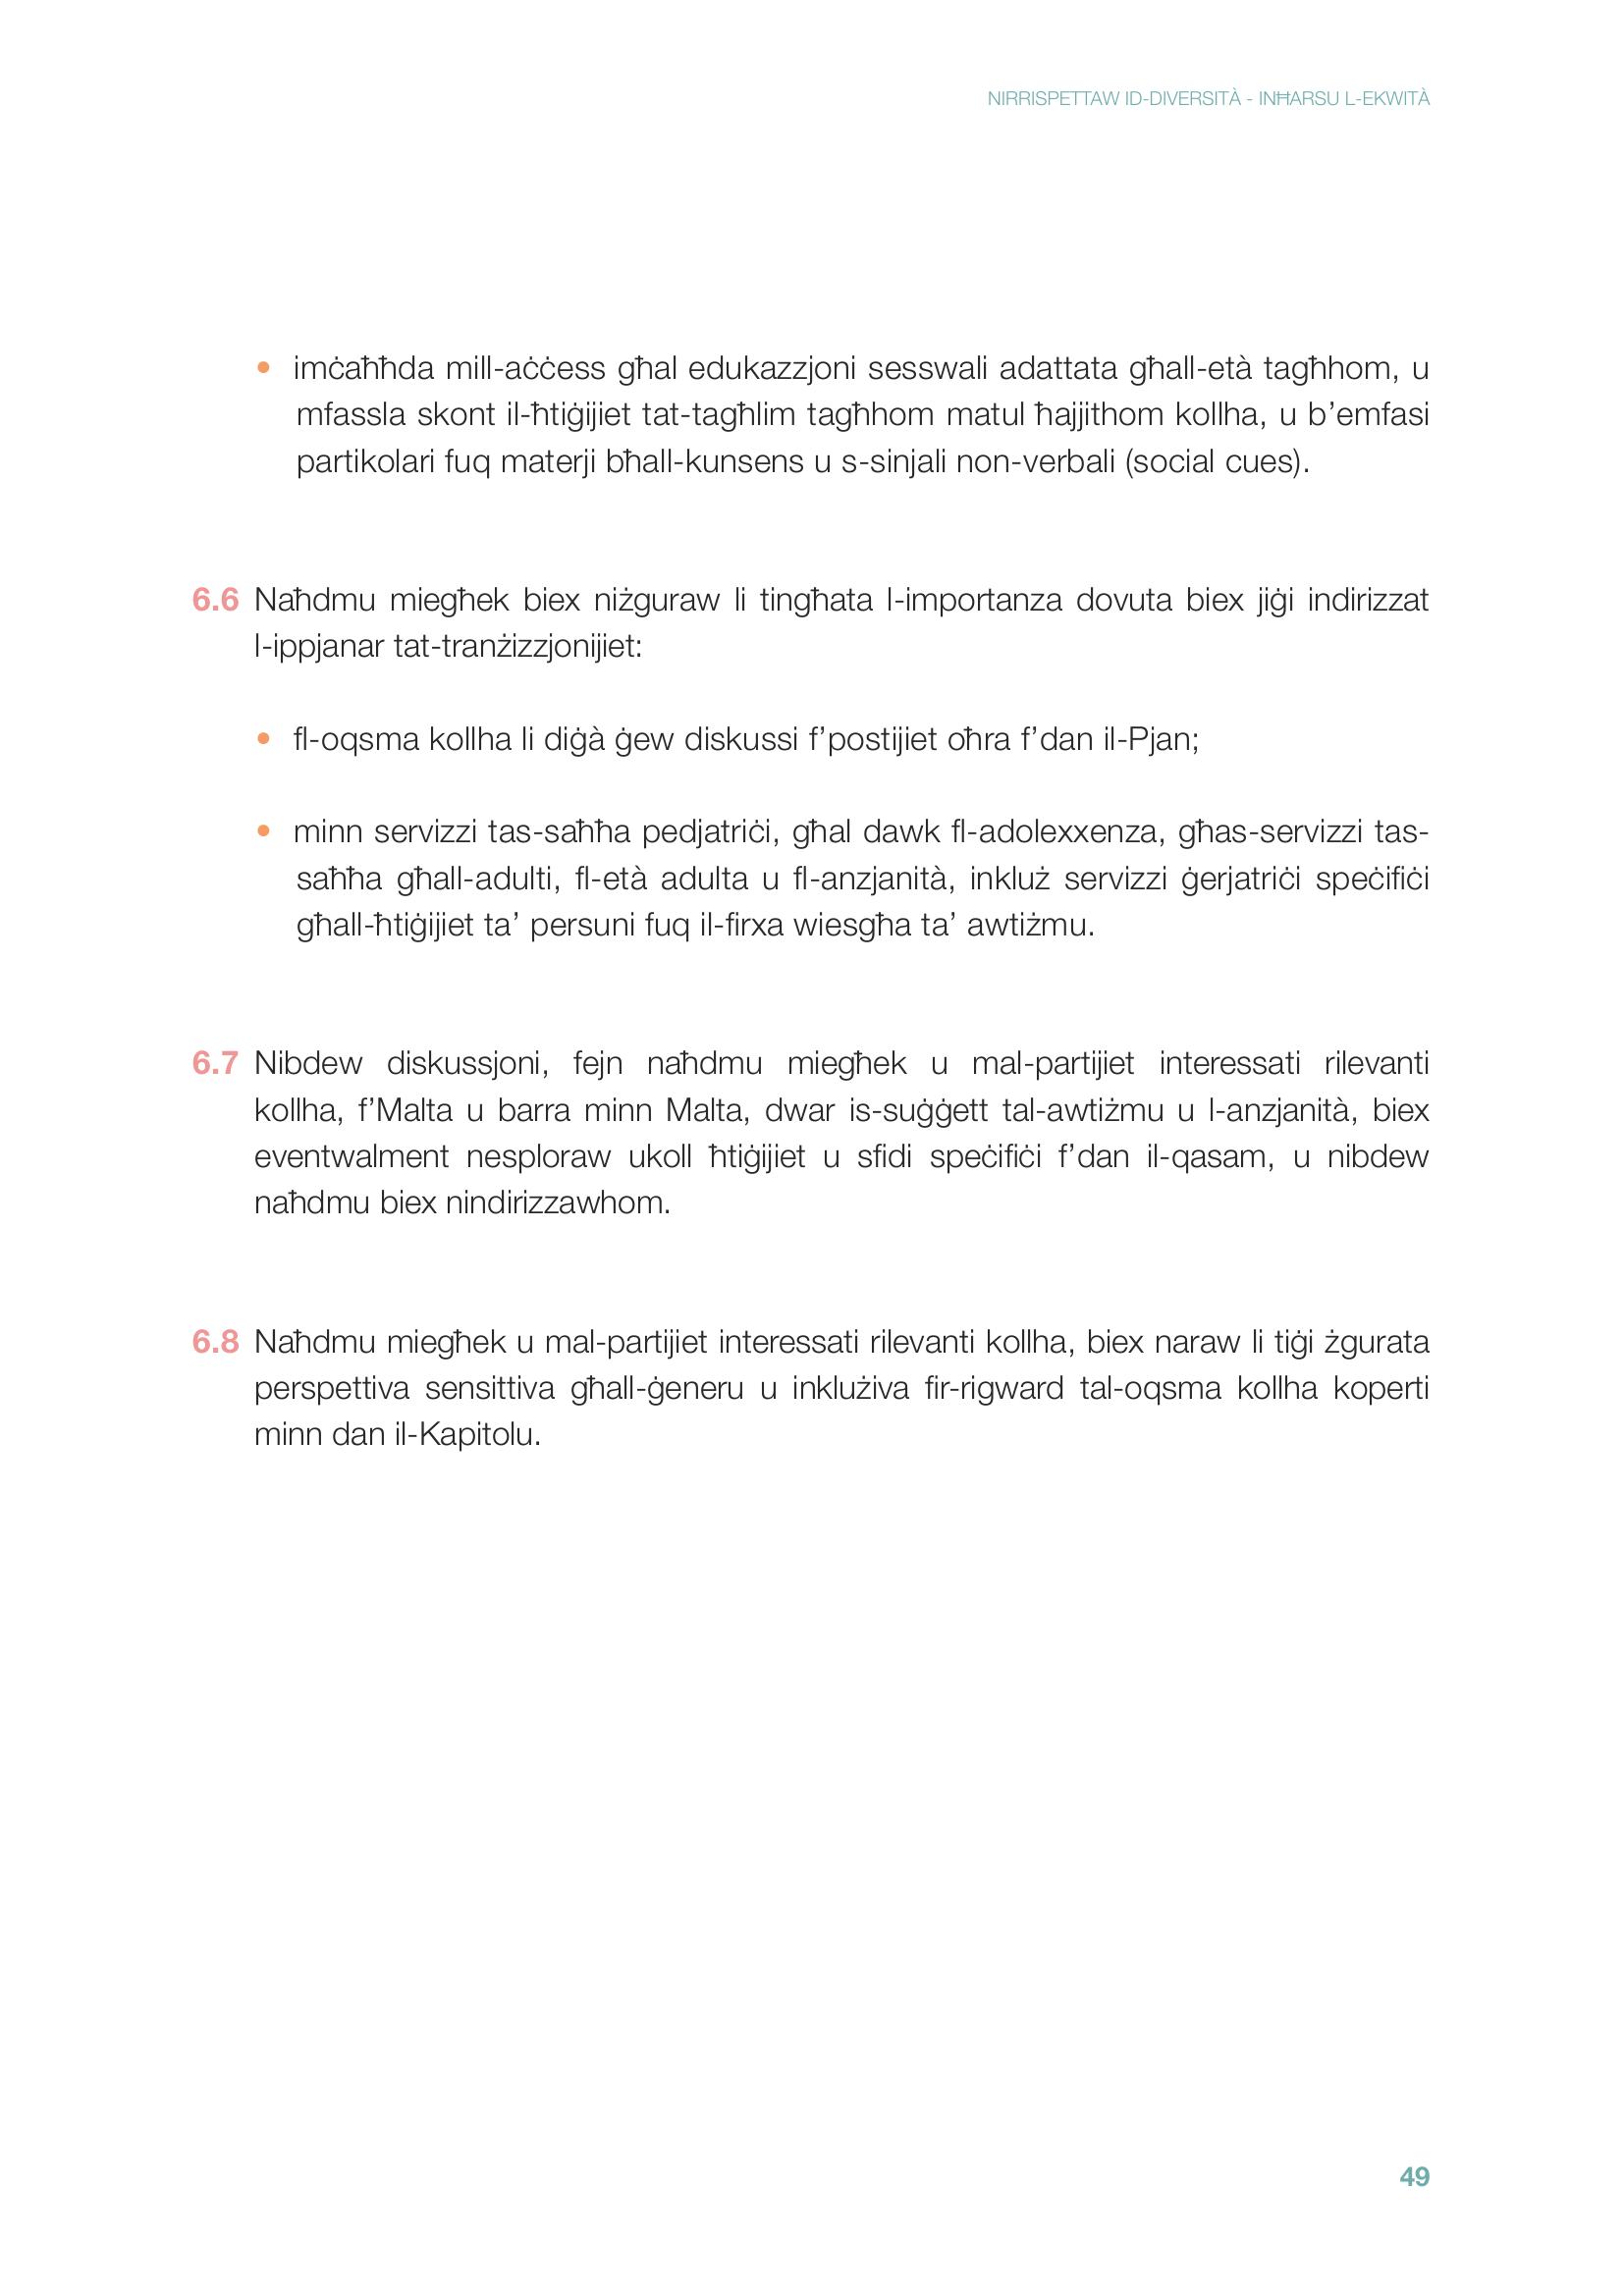 NIRRISPETTAW ID-DIVERSITÀ - INĦARSU L-EKWITÀ
• imċaħħda mill-aċċess għal edukazzjoni sesswali adattata għall-età tagħhom, u
mfassla skont il-ħtiġijiet tat-tagħlim tagħhom matul ħajjithom kollha, u b’emfasi
partikolari fuq materji bħall-kunsens u s-sinjali non-verbali (social cues).
6.6 Naħdmu miegħek biex niżguraw li tingħata l-importanza dovuta biex jiġi indirizzat
l-ippjanar tat-tranżizzjonijiet:
• fl-oqsma kollha li diġà ġew diskussi f’postijiet oħra f’dan il-Pjan;
• minn servizzi tas-saħħa pedjatriċi, għal dawk fl-adolexxenza, għas-servizzi tas-
saħħa għall-adulti, fl-età adulta u fl-anzjanità, inkluż servizzi ġerjatriċi speċifiċi
għall-ħtiġijiet ta’ persuni fuq il-firxa wiesgħa ta’ awtiżmu.
6.7 Nibdew diskussjoni, fejn naħdmu miegħek u mal-partijiet interessati rilevanti
kollha, f’Malta u barra minn Malta, dwar is-suġġett tal-awtiżmu u l-anzjanità, biex
eventwalment nesploraw ukoll ħtiġijiet u sfidi speċifiċi f’dan il-qasam, u nibdew
naħdmu biex nindirizzawhom.
6.8 Naħdmu miegħek u mal-partijiet interessati rilevanti kollha, biex naraw li tiġi żgurata
perspettiva sensittiva għall-ġeneru u inklużiva fir-rigward tal-oqsma kollha koperti
minn dan il-Kapitolu.
49